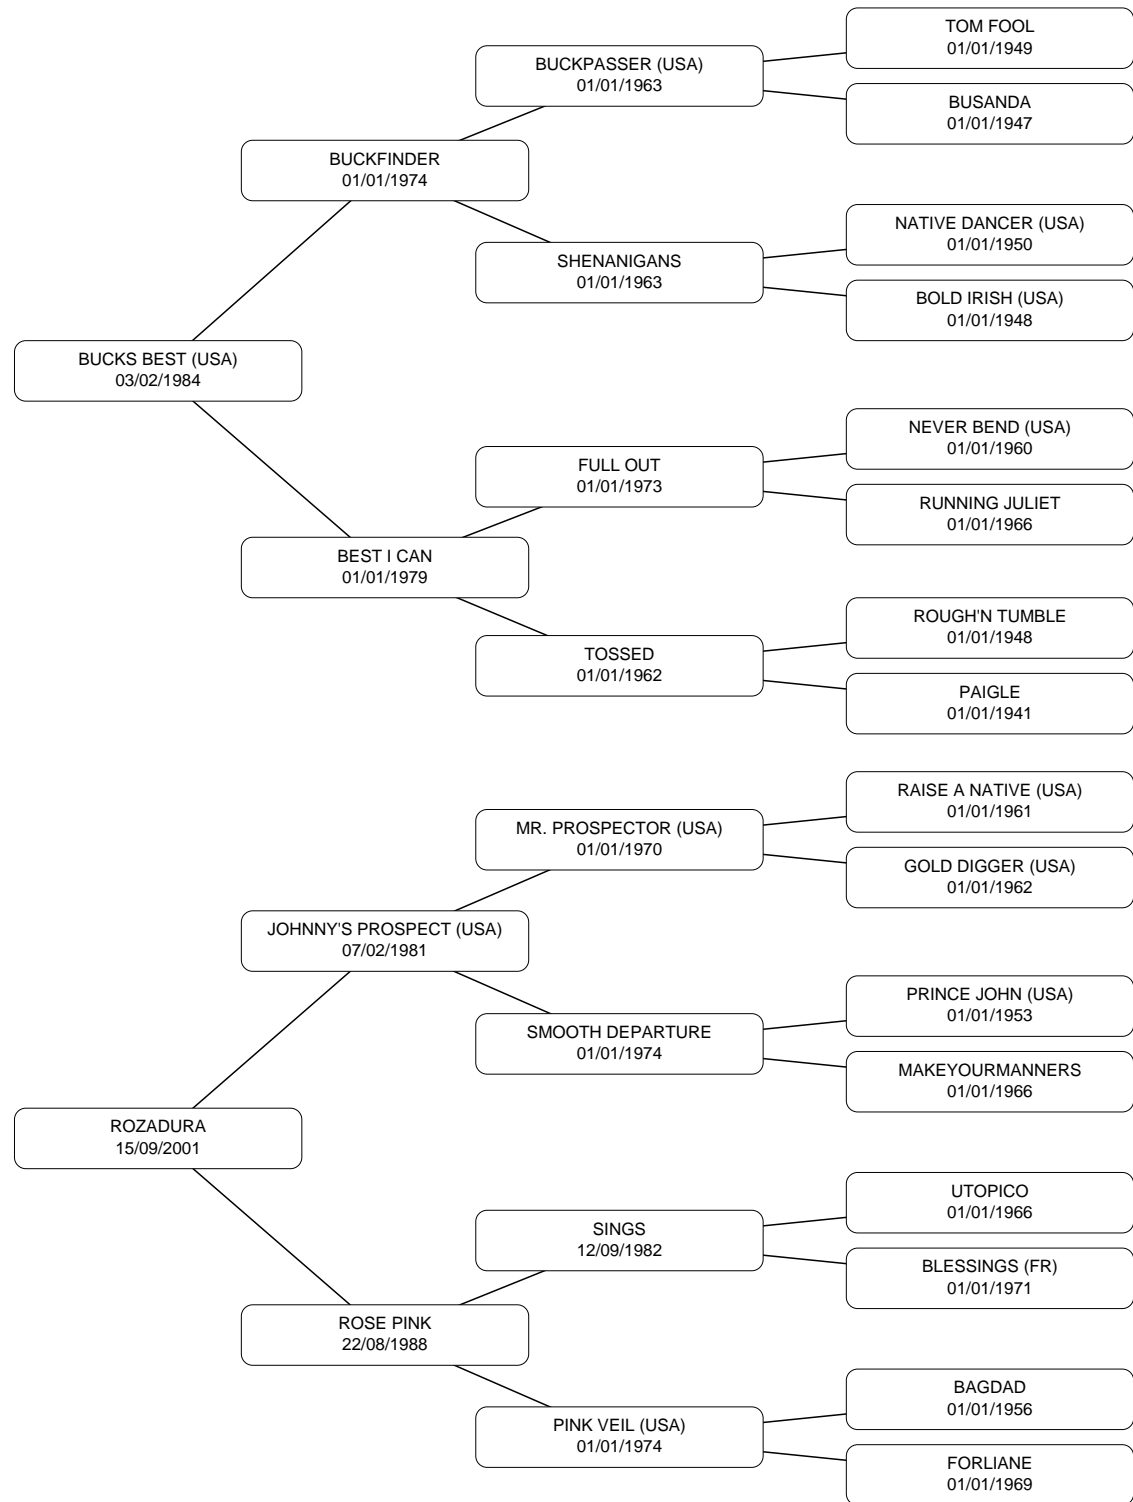 TOM FOOL
01/01/1949
BUCKPASSER (USA)
01/01/1963
BUSANDA
01/01/1947
BUCKFINDER
01/01/1974
NATIVE DANCER (USA)
01/01/1950
SHENANIGANS
01/01/1963
BOLD IRISH (USA)
01/01/1948
BUCKS BEST (USA)
03/02/1984
NEVER BEND (USA)
01/01/1960
FULL OUT
01/01/1973
RUNNING JULIET
01/01/1966
BEST I CAN
01/01/1979
ROUGH'N TUMBLE
01/01/1948
TOSSED
01/01/1962
PAIGLE
01/01/1941
RAISE A NATIVE (USA)
01/01/1961
MR. PROSPECTOR (USA)
01/01/1970
GOLD DIGGER (USA)
01/01/1962
JOHNNY'S PROSPECT (USA)
07/02/1981
PRINCE JOHN (USA)
01/01/1953
SMOOTH DEPARTURE
01/01/1974
MAKEYOURMANNERS
01/01/1966
ROZADURA
15/09/2001
UTOPICO
01/01/1966
SINGS
12/09/1982
BLESSINGS (FR)
01/01/1971
ROSE PINK
22/08/1988
BAGDAD
01/01/1956
PINK VEIL (USA)
01/01/1974
FORLIANE
01/01/1969